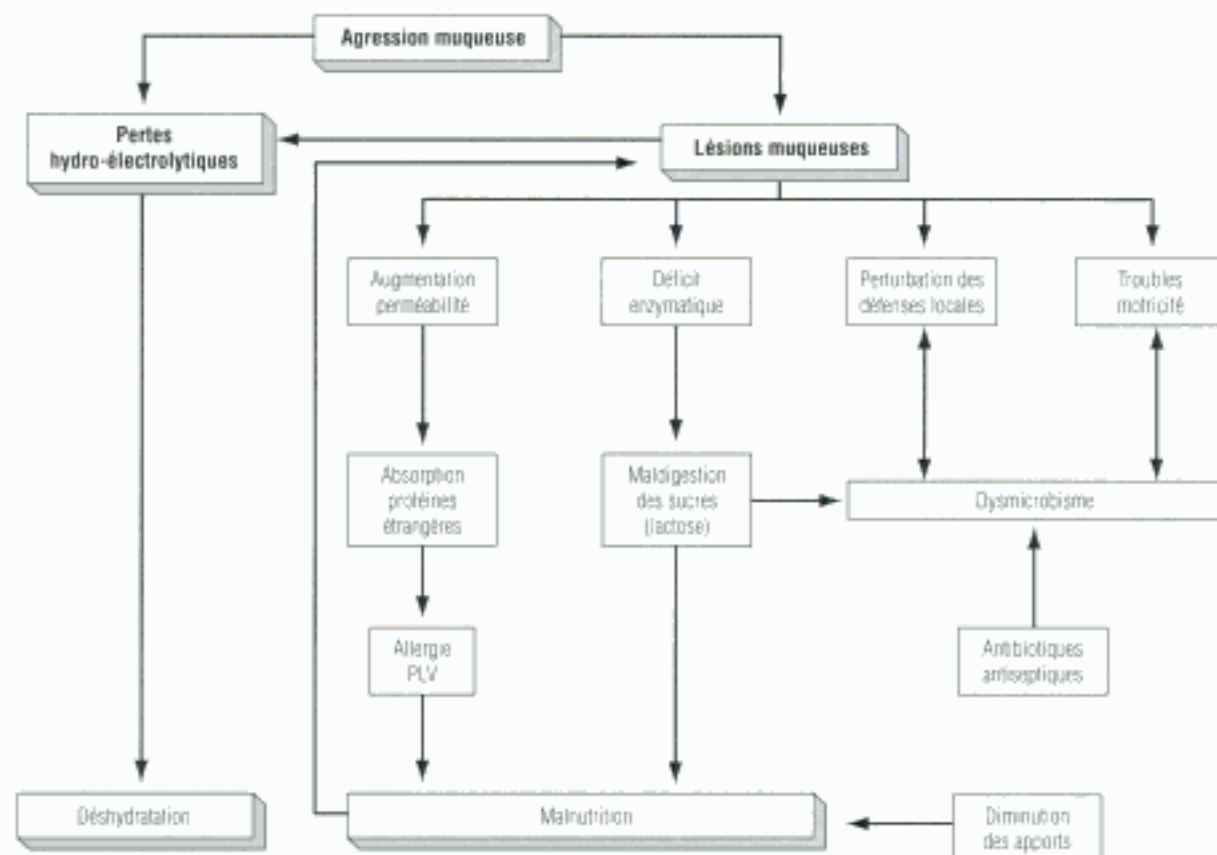 Agression muqueuse
Pertes
hydro-électrolytiques
Lésions muqueuses
Augmentation
perméabilité
Déficit
enzymatique
Perturbation des
défenses locales
Troubles
motricité
Absorption
protéines
étrangères
Maldigestion
des sucres
(lactose)
Dysmicrobisme
Allergie
PLV
Antibiotiques
antiseptiques
Déshydratation
Malnutrition
Diminution
des apports